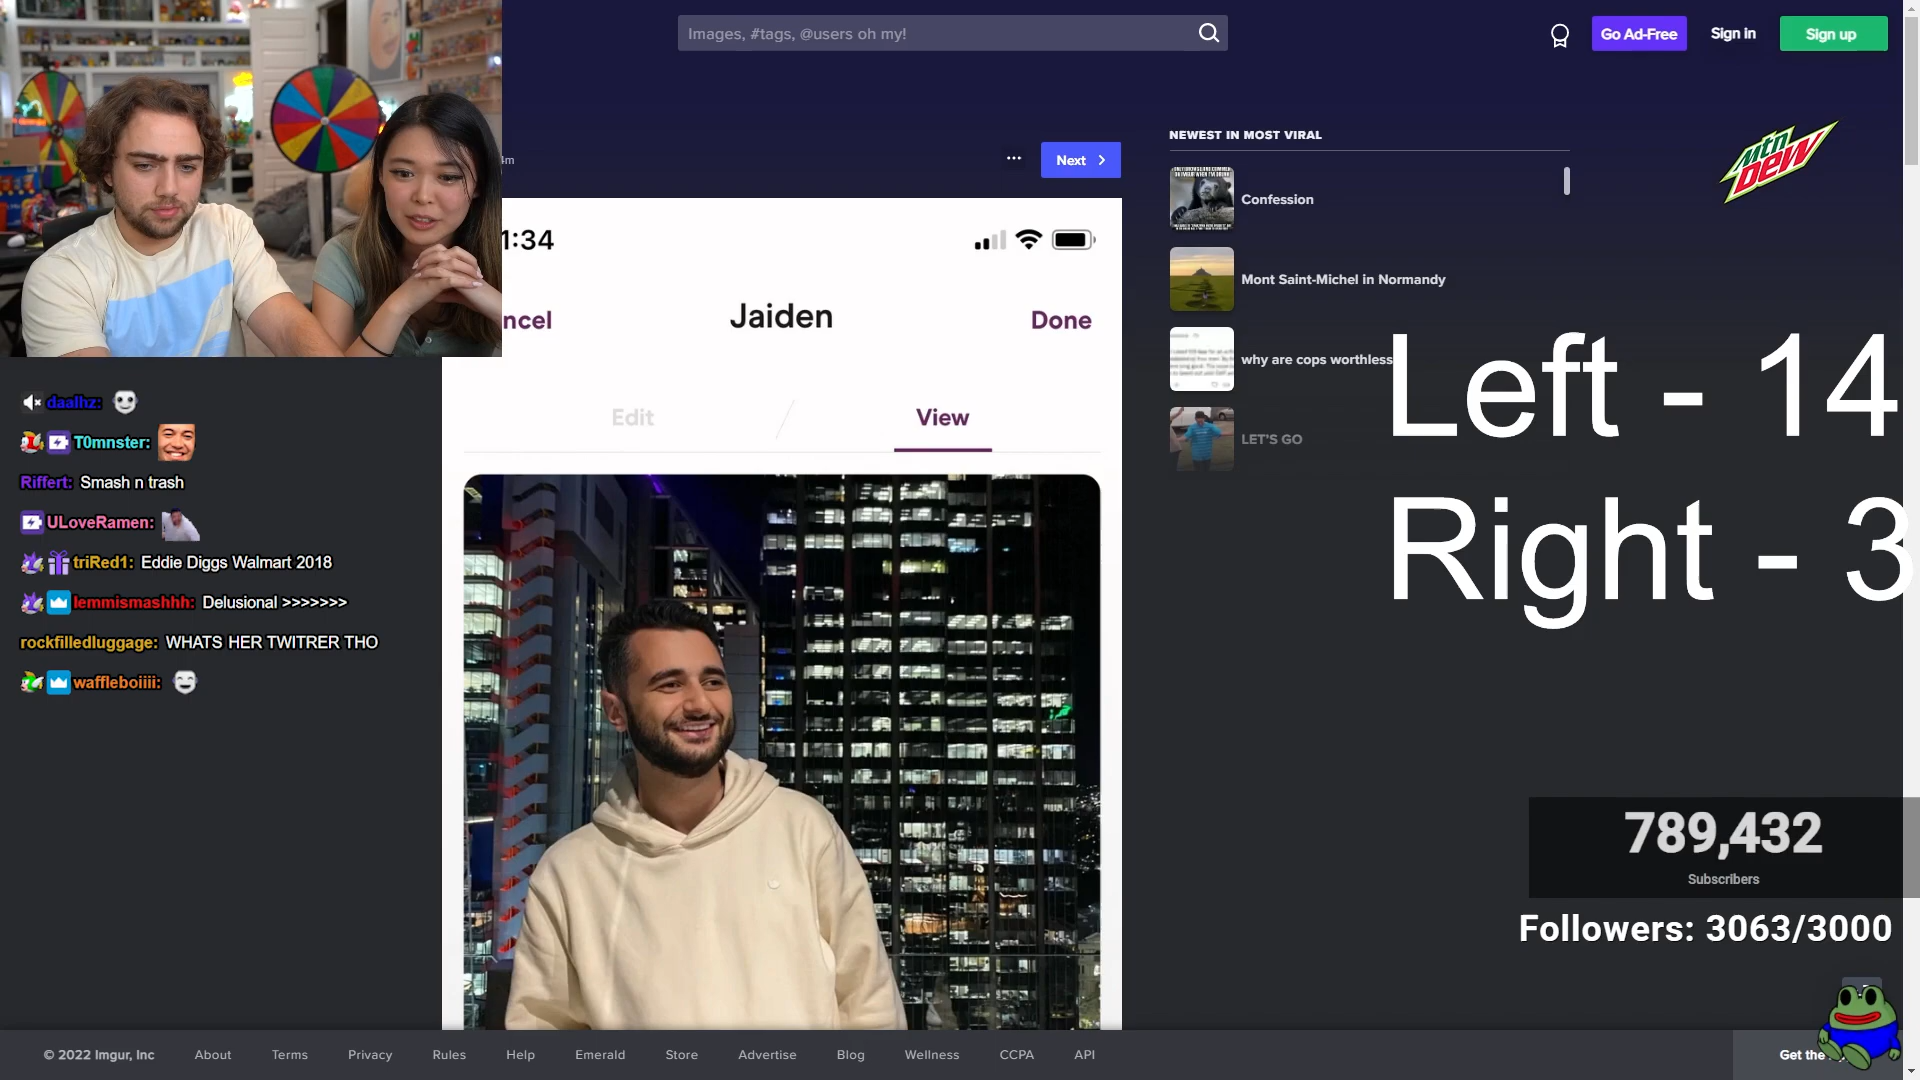 Images, #tags, @users oh my!
Go Ad-Free
Sign in
Sign up
4m
Next
NEWEST IN MOST VIRAL
Confession
Mont Saint-Michel in Normandy
why are cops worthless
LET'S GO
Mtn
DEW
1:34
ncel
Jaiden
Done
Edit
View
Left - 14
Right - 3
daalhz:
T0mnster:
Riffert: Smash n trash
ULoveRamen:
triRed1: Eddie Diggs Walmart 2018
lemmismashhh: Delusional >>>>>>>
rockfilledluggage: WHATS HER TWITRER THO
waffleboiiii:
789,432
Subscribers
Followers: 3063/3000
© 2022 Imgur, Inc
About
Terms
Privacy
Rules
Help
Emerald
Store
Advertise
Blog
Wellness
CCPA
API
Get the